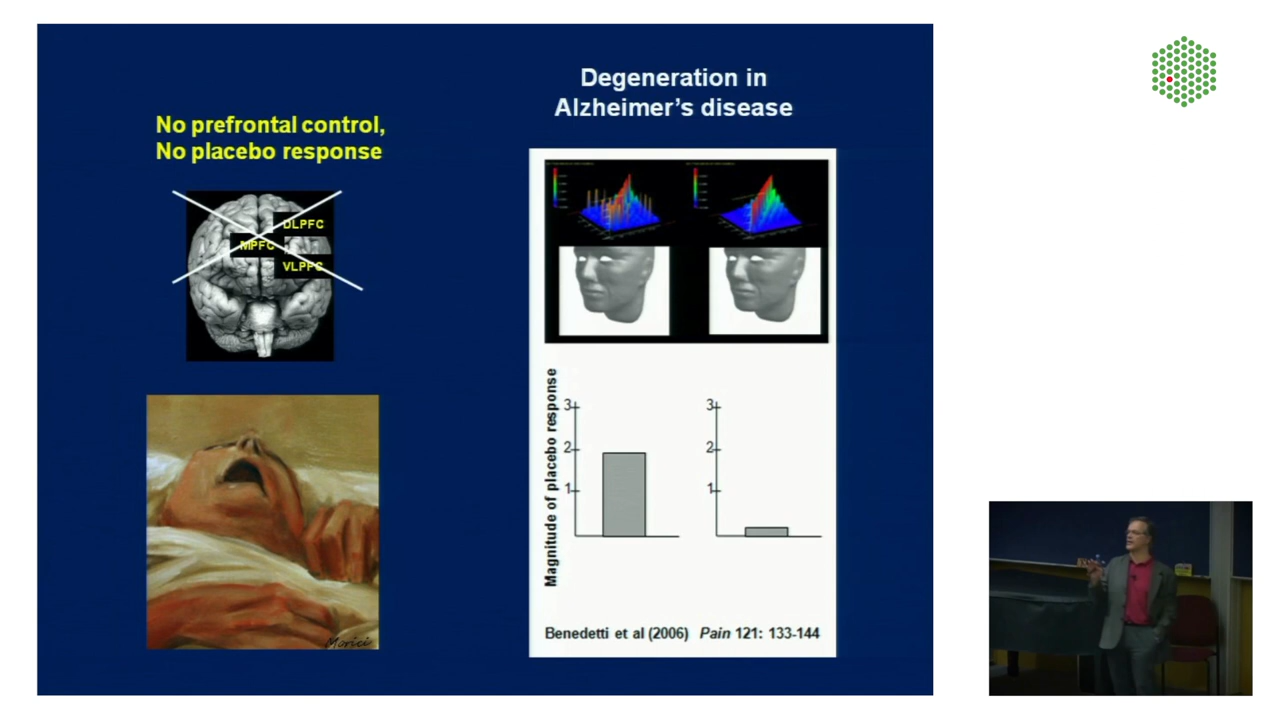 No prefrontal control,
No placebo response
DLPFC
MPFC
VLPFC
Morici
Degeneration in
Alzheimer’s disease
Magnitude of placebo response
3
2
1
3
2
1
Benedetti et al (2006) Pain 121: 133-144